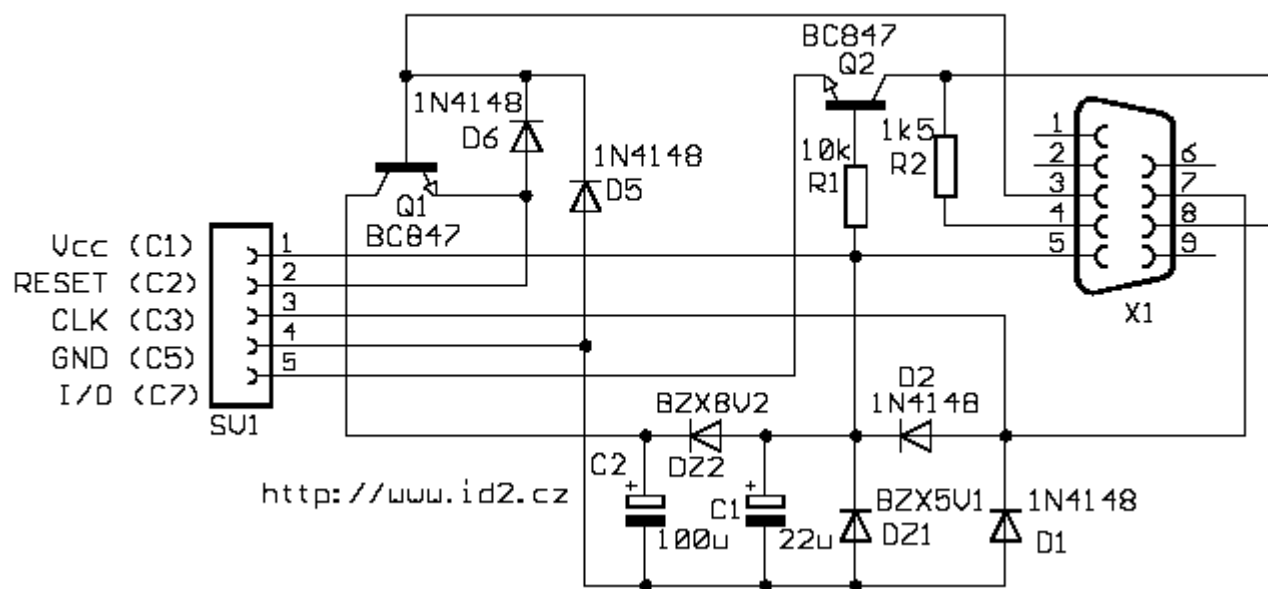 BC847
Q2
1N4148
D6
1N4148
D5
Q1
BC847
10k
R1
1k5
R2
1
2
3
4
5
6
7
8
9
X1
Vcc (C1)
RESET (C2)
CLK (C3)
GND (C5)
I/O (C7)
1
2
3
4
5
SV1
BZX8V2
DZ2
D2
1N4148
C2
+
100u
C1
+
22u
BZX5V1
DZ1
1N4148
D1
http://www.id2.cz